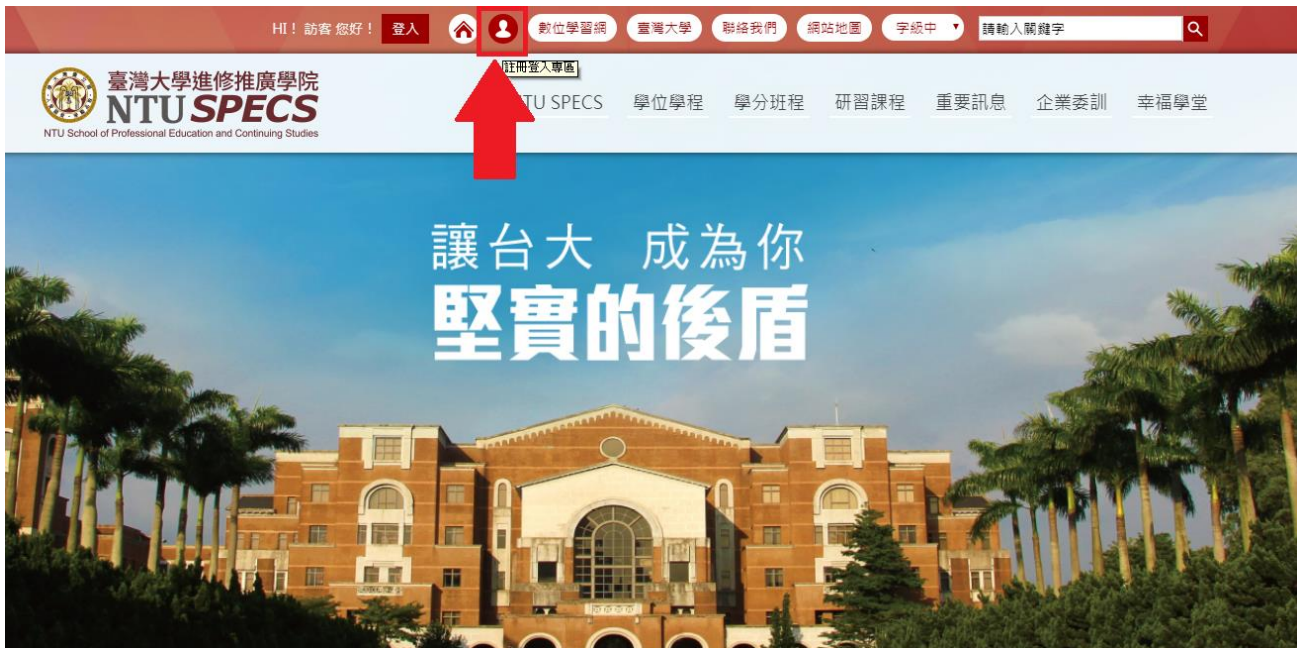 HI！ 訪客 您好！ 登入 數位學習網 臺灣大學 聯絡我們 網站地圖 字級中 請輸入關鍵字
註冊登入專區
臺灣大學進修推廣學院
NTU SPECS
NTU School of Professional Education and Continuing Studies
TU SPECS 學位學程 學分班程 研習課程 重要訊息 企業委訓 幸福學堂
讓台大 成為你
堅實的後盾